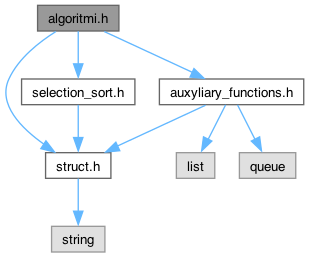 algoritmi.h
selection_sort.h
auxyliary_functions.h
struct.h
list
queue
string